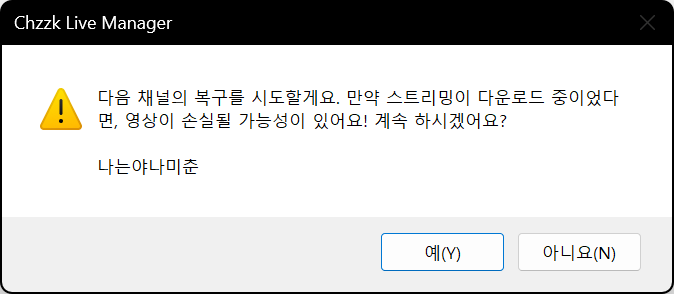 Chzzk Live Manager
다음 채널의 복구를 시도할게요. 만약 스트리밍이 다운로드 중이었다
면, 영상이 손실될 가능성이 있어요! 계속 하시겠어요?
나는야나미춘
예(Y)
아니요(N)